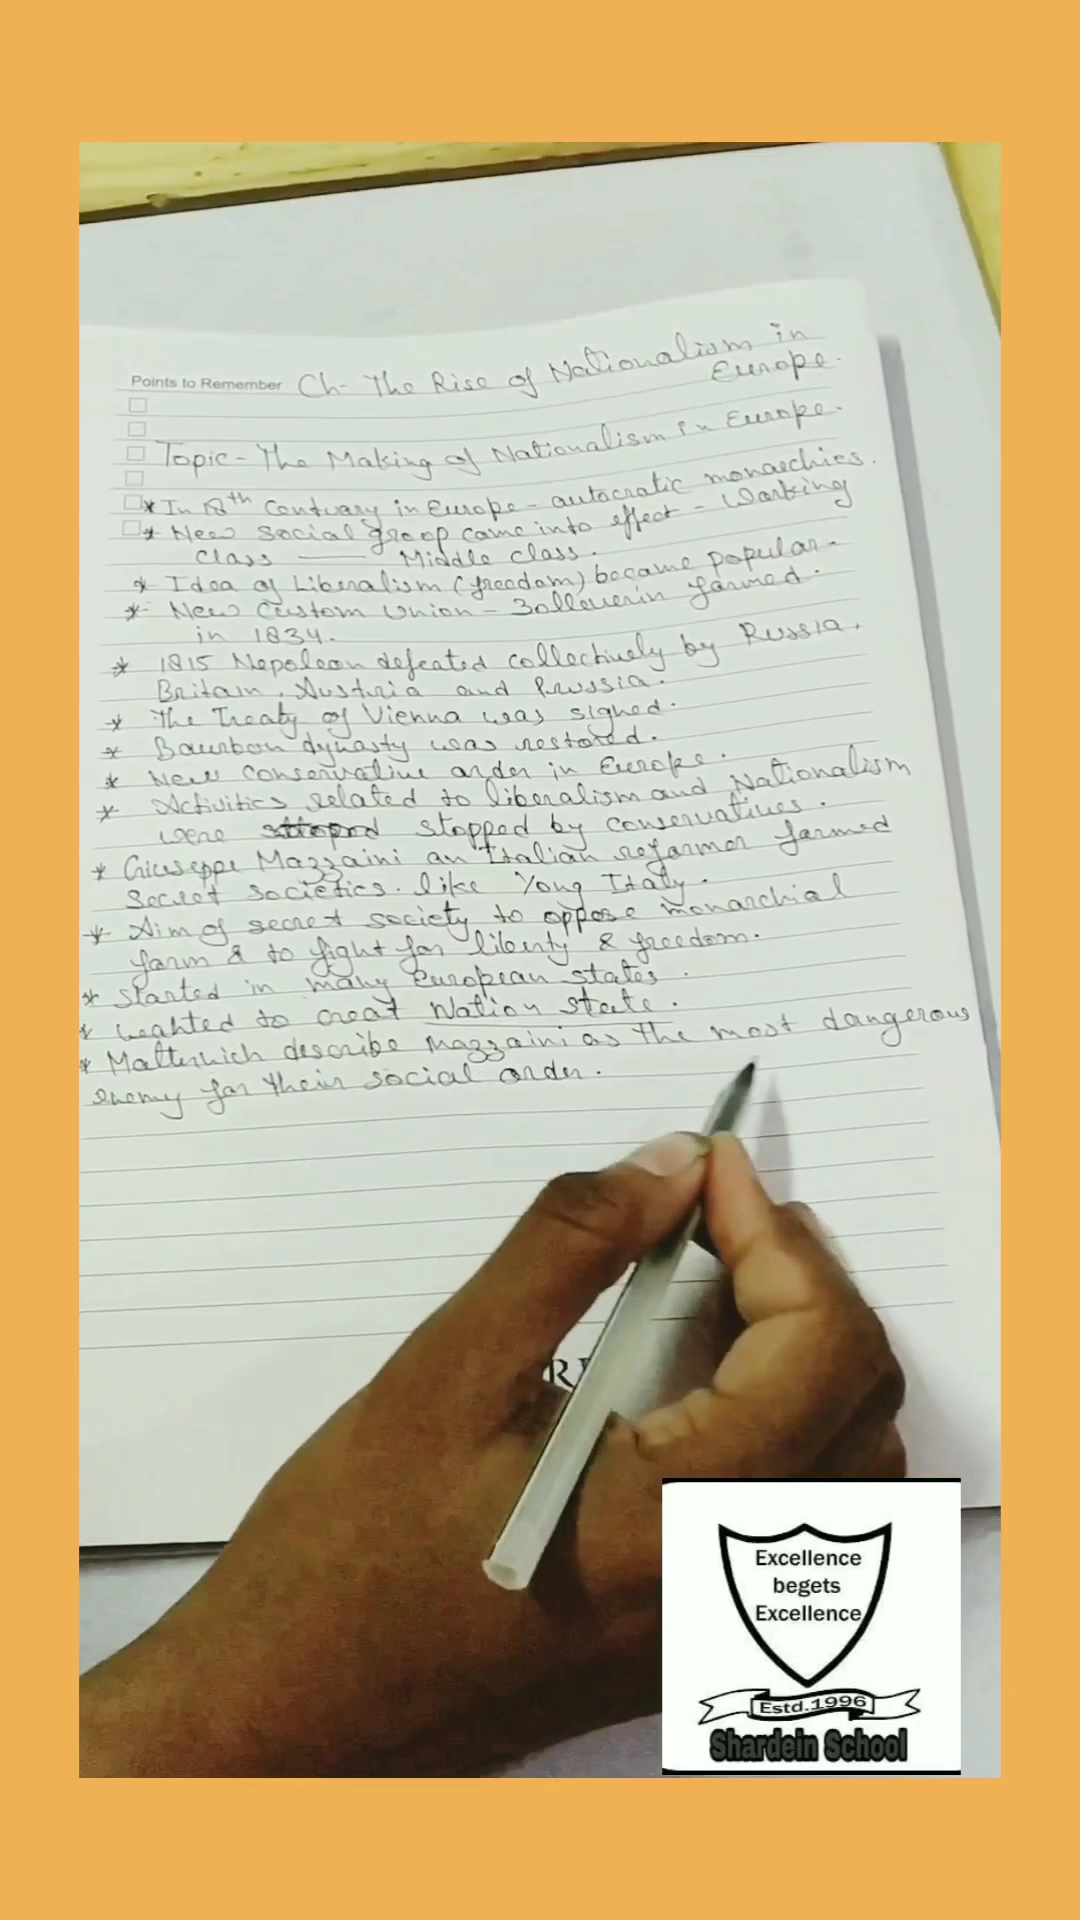 Points to Remember Ch- The Rise of Nationalism in
Europe.
Topic- The Making of Nationalism in Europe.
* In 18th Contuary in Europe - autocratic monarchies.
* New Social group came into effect - Working
Class —— Middle class.
* Idea of Liberalism (freedom) became popular.
* New Custom Union - Zollverin formed.
in 1834.
* 1815 Nepoleon defeated collectively by Russia,
Britain, Austria and Prussia.
* The Treaty of Vienna was signed.
* Bourbon dynasty was restored.
* New conservative order in Europe.
* Activities related to liberalism and Nationalism
were stopped by conservatives.
* Giuseppe Mazzaini an Italian reformer formed
Secret societies. like Yong Italy.
* Aim of secret society to oppose monarchial
form & to fight for liberty & freedom.
* Started in many European states.
* Wanted to creat Nation State.
* Matternich describe Mazzaini as the most dangerous
enemy for their social order.
Excellence
begets
Excellence
Estd.1996
Shardein School